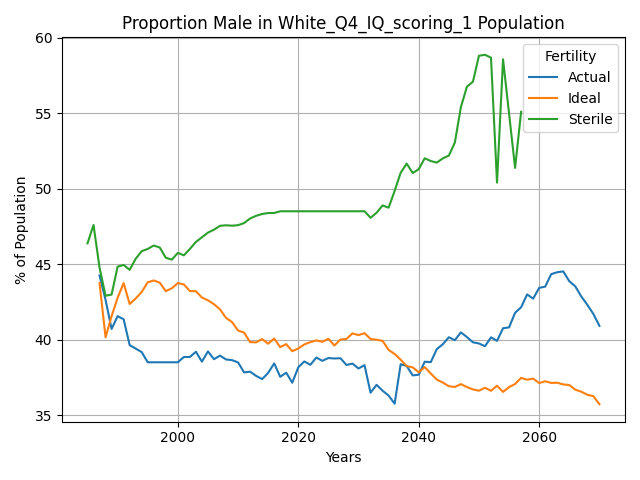 Proportion Male in White_Q4_IQ_scoring_1 Population
60
55
50
45
40
35
% of Population
Fertility
Actual
Ideal
Sterile
2000
2020
2040
2060
Years